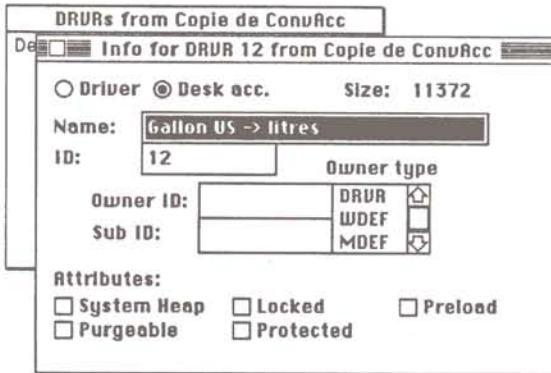 DRVRs from Copie de ConvAcc
De
Info for DRVR 12 from Copie de ConvAcc
Driver Desk acc. Size: 11372
Name: Gallon US -> litres
ID: 12
Owner type
Owner ID: DRVR
WDEF
Sub ID: MDEF
Attributes:
System Heap Locked Preload
Purgeable Protected